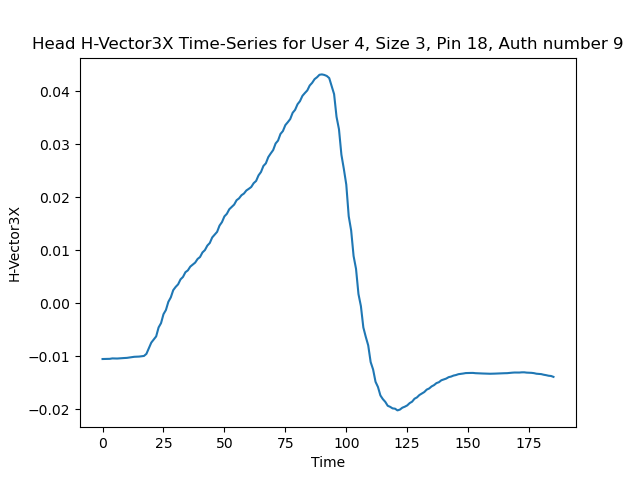 Head H-Vector3X Time-Series for User 4, Size 3, Pin 18, Auth number 9
H-Vector3X
0.04
0.03
0.02
0.01
0.00
−0.01
−0.02
0 25 50 75 100 125 150 175
Time